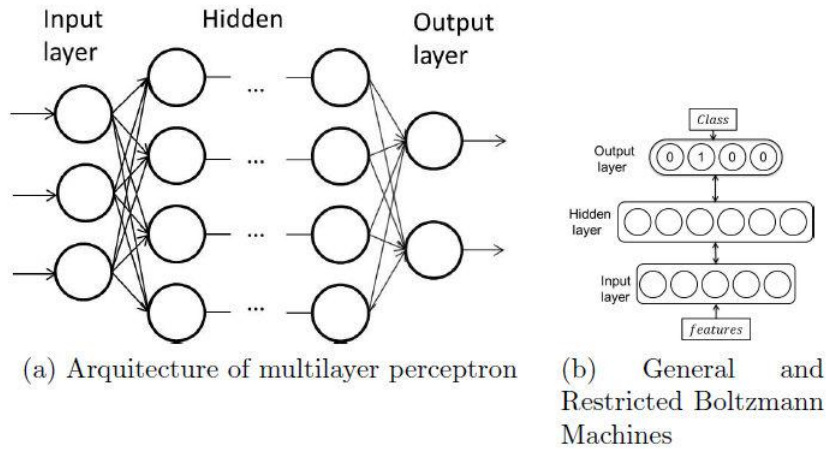 Input
layer
Hidden
Output
layer
...
...
...
...
(a) Arquitecture of multilayer perceptron
Class
Output
layer
0 1 0 0
Hidden
layer
Input
layer
features
(b) General and
Restricted Boltzmann
Machines